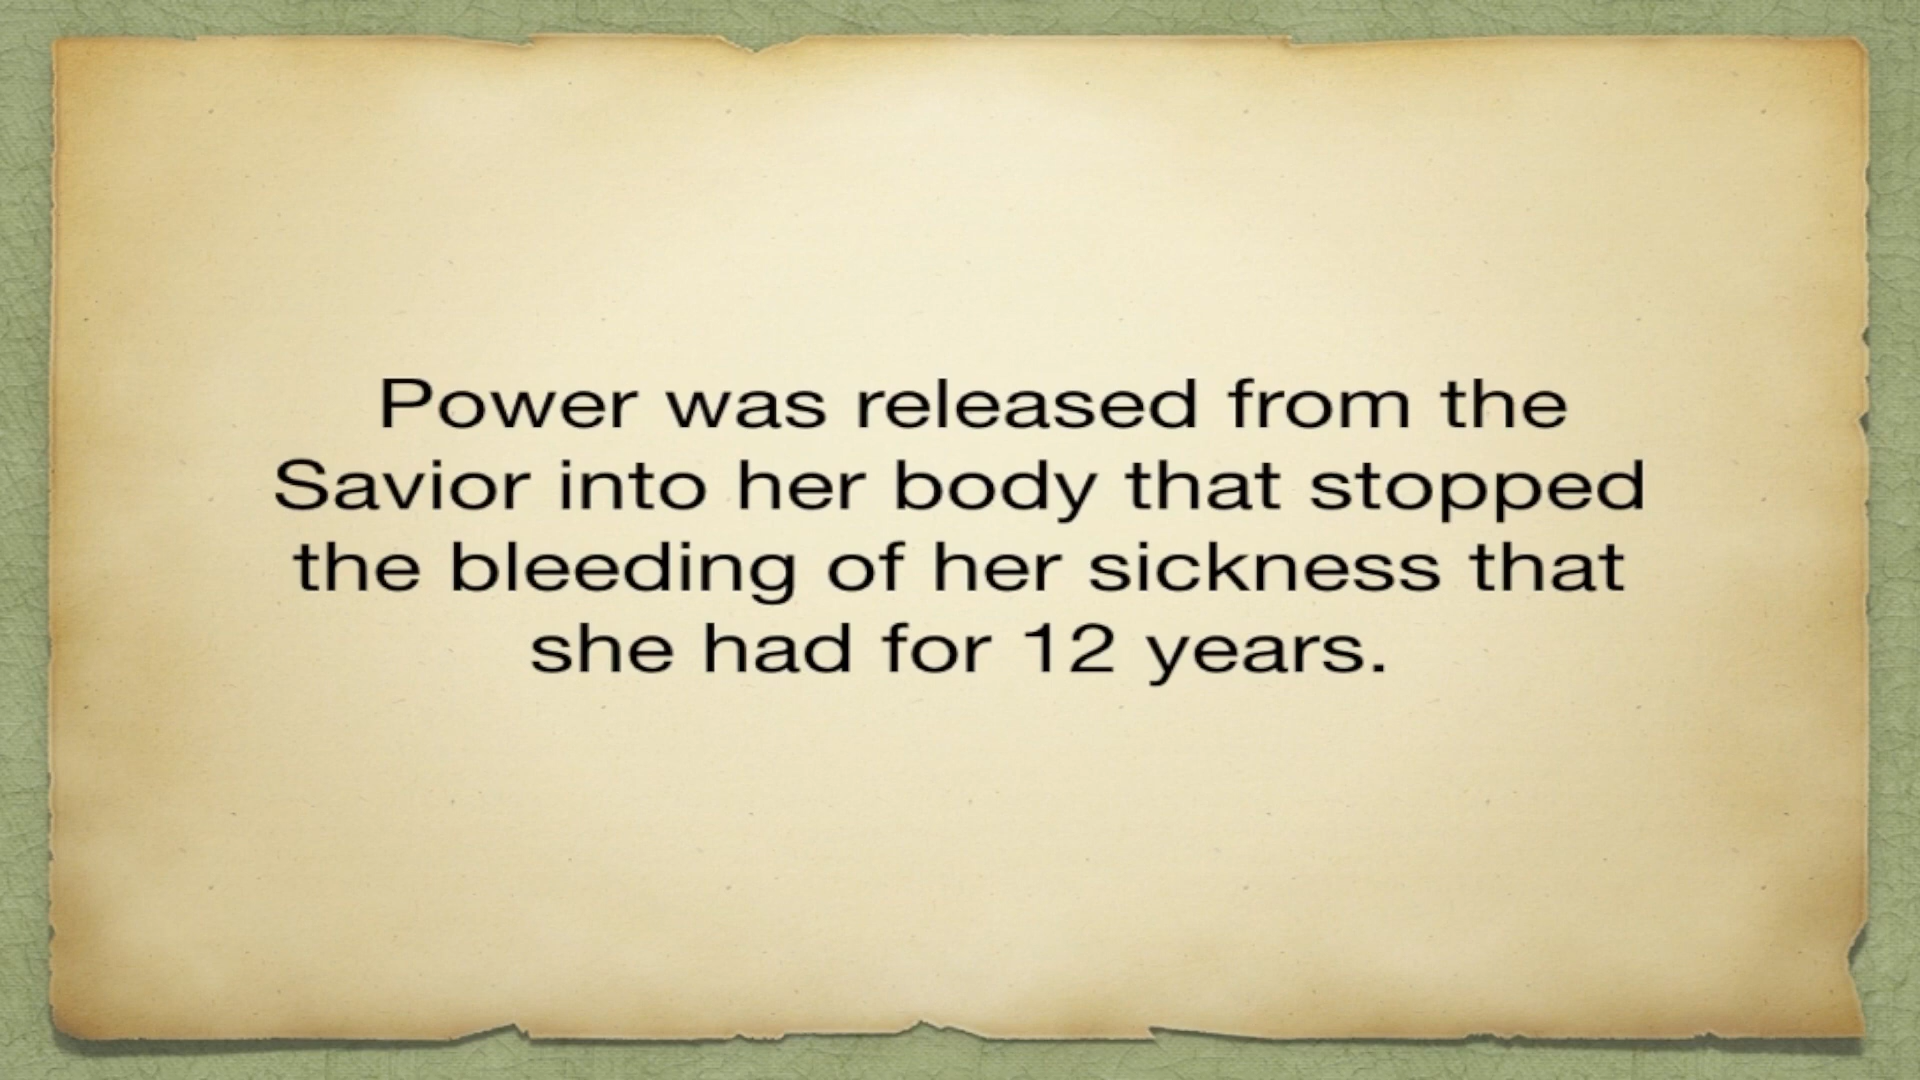 Power was released from the
Savior into her body that stopped
the bleeding of her sickness that
she had for 12 years.